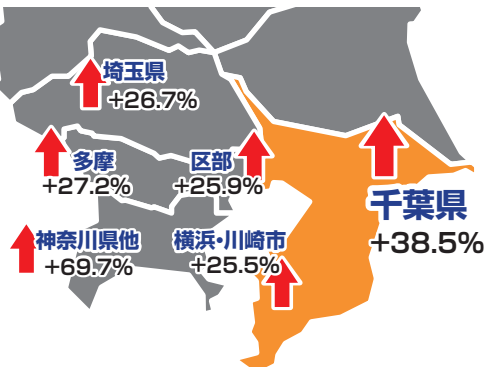 埼玉県
+26.7%
多摩
+27.2%
区部
+25.9%
千葉県
+38.5%
神奈川県他
+69.7%
横浜・川崎市
+25.5%